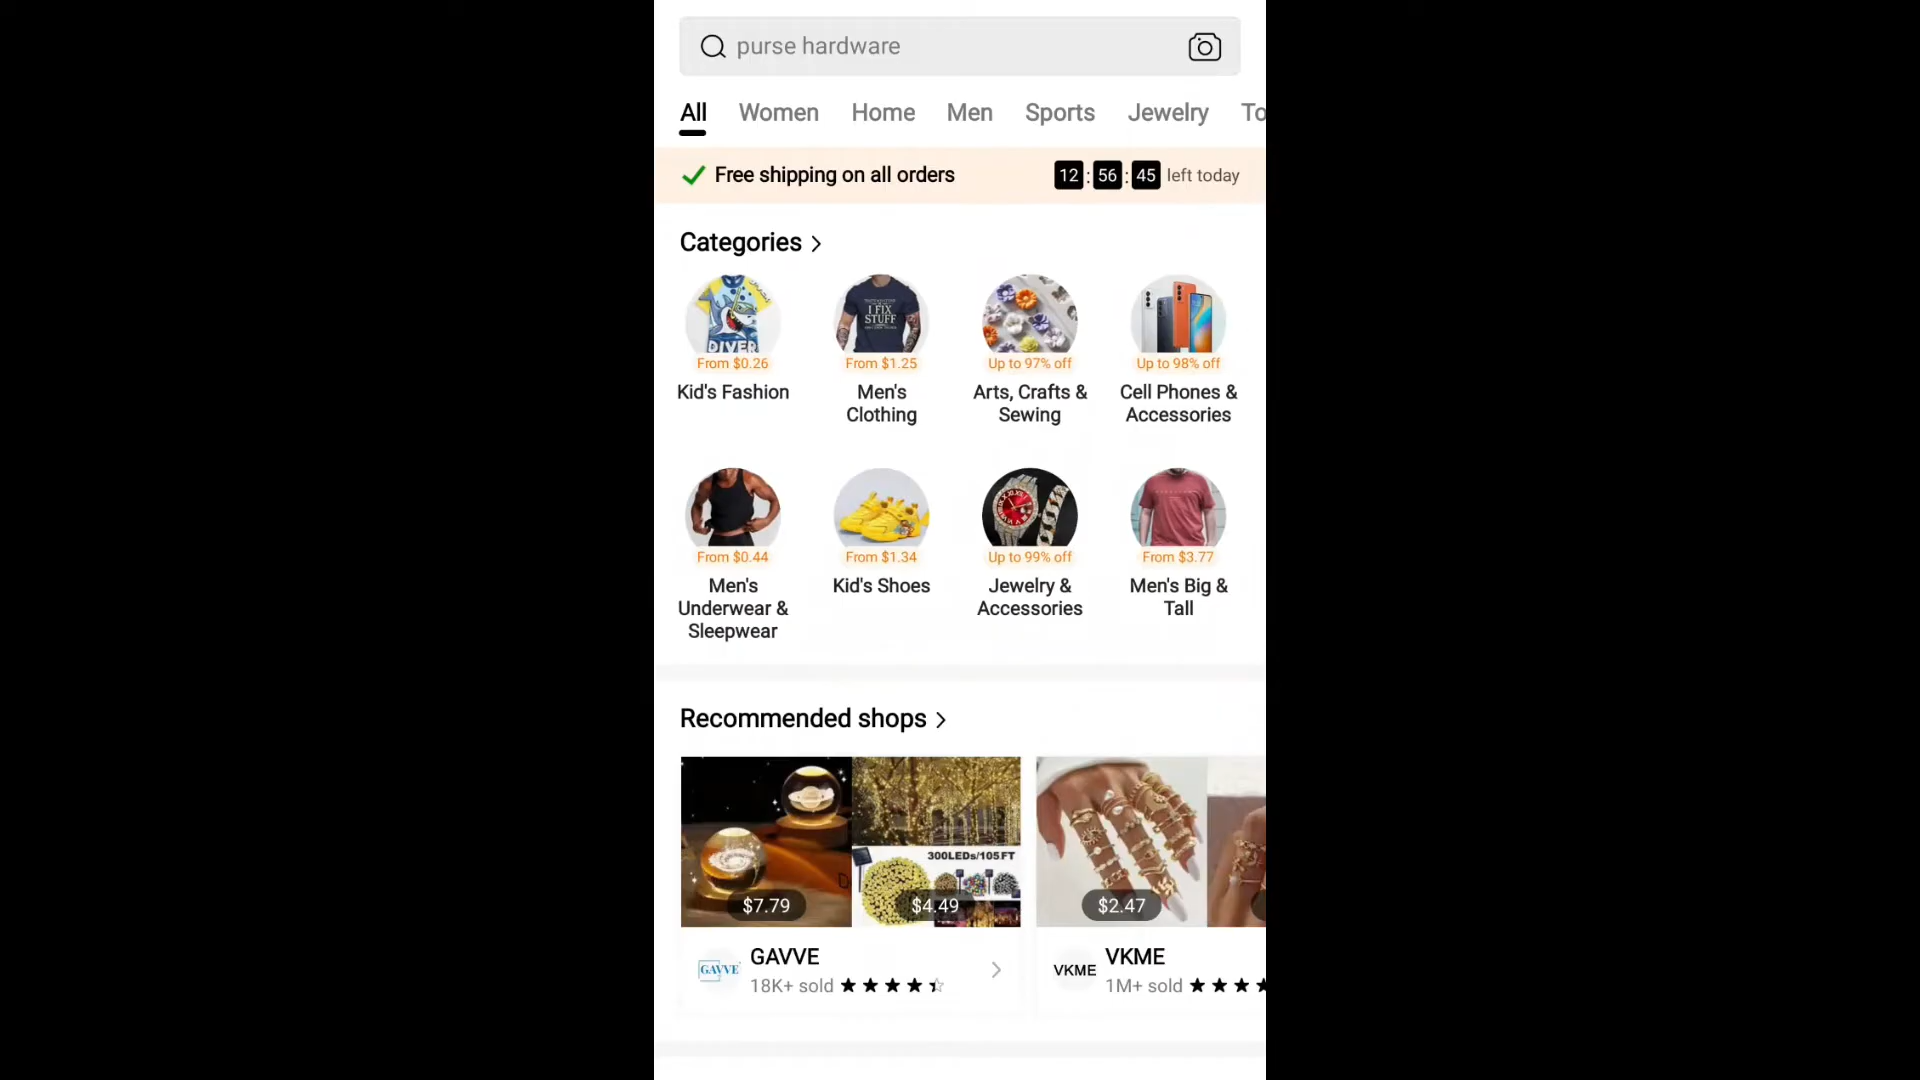 purse hardware
All Women Home Men Sports Jewelry To
Free shipping on all orders 12 : 56 : 45 left today
Categories >
DIVER
I FIX
STUFF
From $0.26 From $1.25 Up to 97% off Up to 98% off
Kid's Fashion Men's Arts, Crafts & Cell Phones &
Clothing Sewing Accessories
From $0.44 From $1.34 Up to 99% off From $3.77
Men's Kid's Shoes Jewelry & Men's Big &
Underwear & Accessories Tall
Sleepwear
Recommended shops >
300LEDs/105FT
$7.79 $4.49 $2.47
GAVVE GAVVE VKME VKME
18K+ sold 1M+ sold